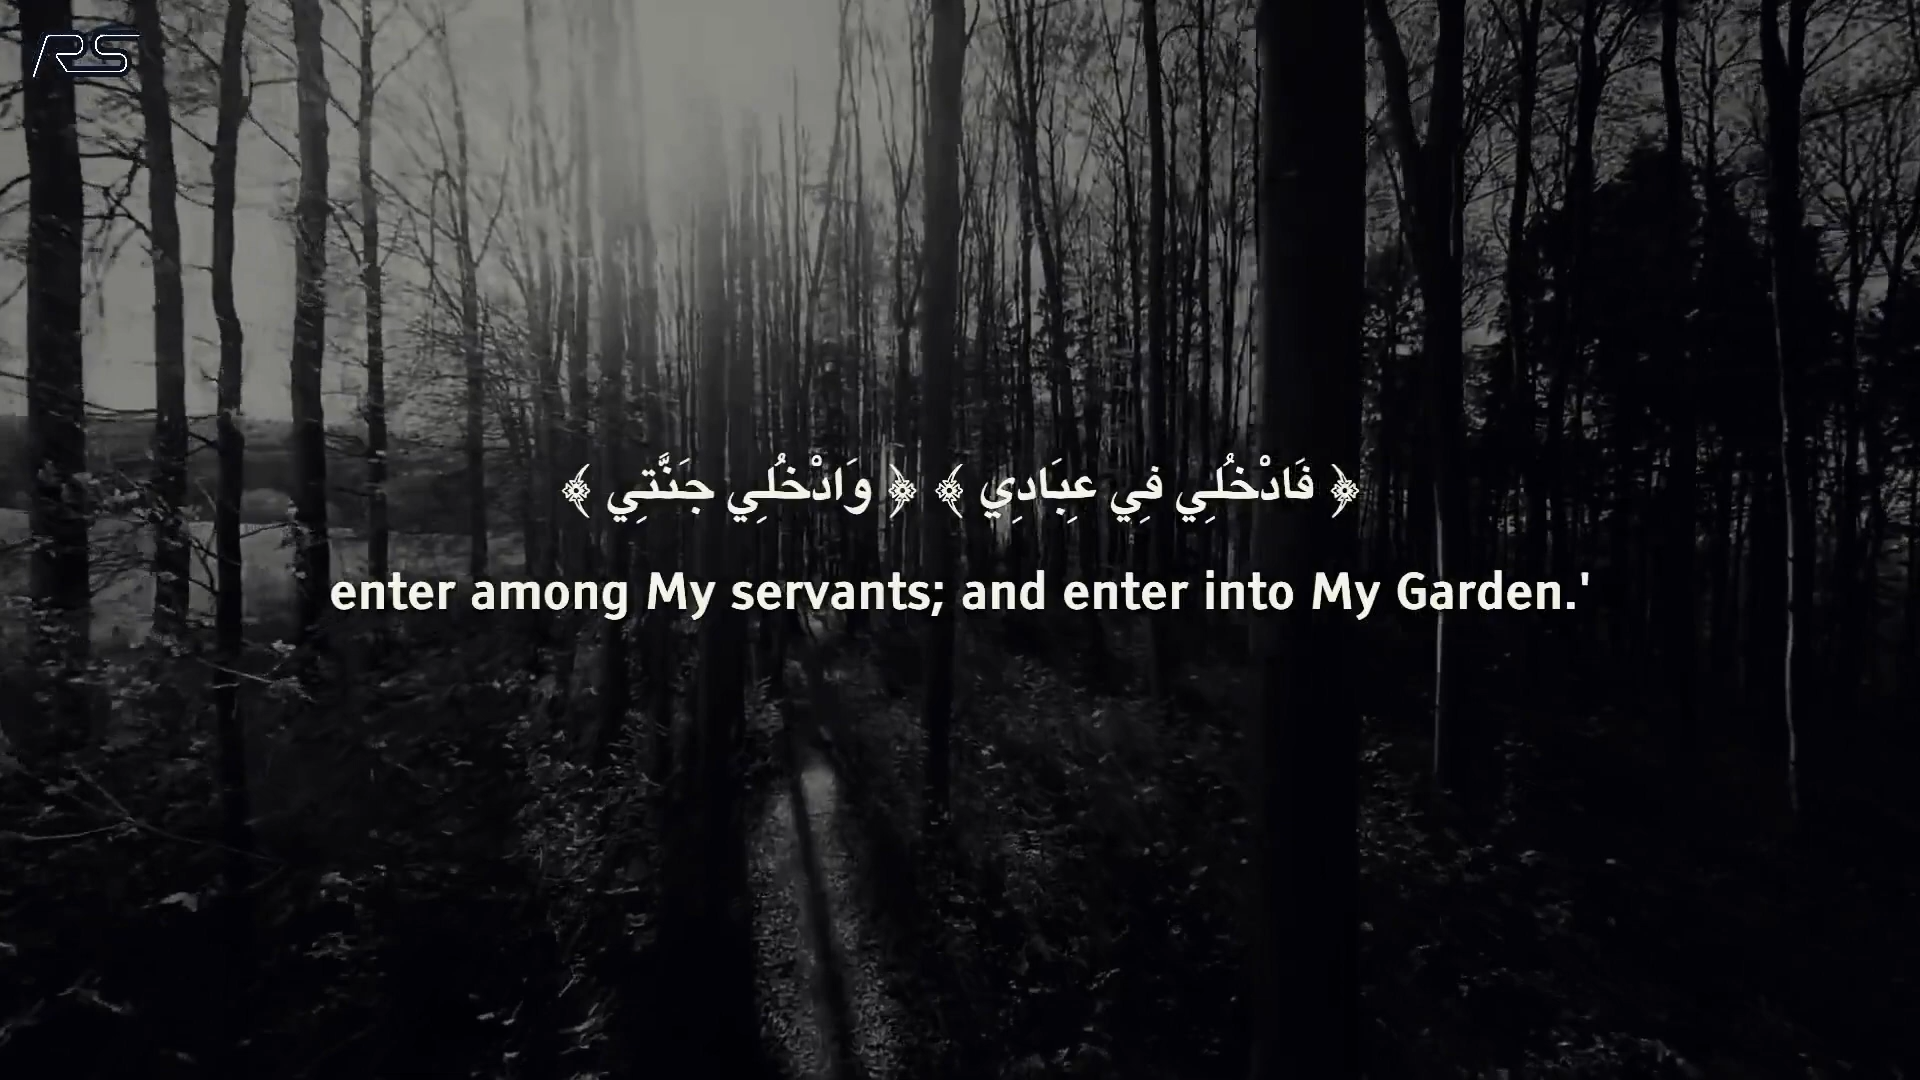 RS
﴿ فَادْخُلِي فِي عِبَادِي ﴾ ﴿ وَادْخُلِي جَنَّتِي ﴾
enter among My servants; and enter into My Garden.'